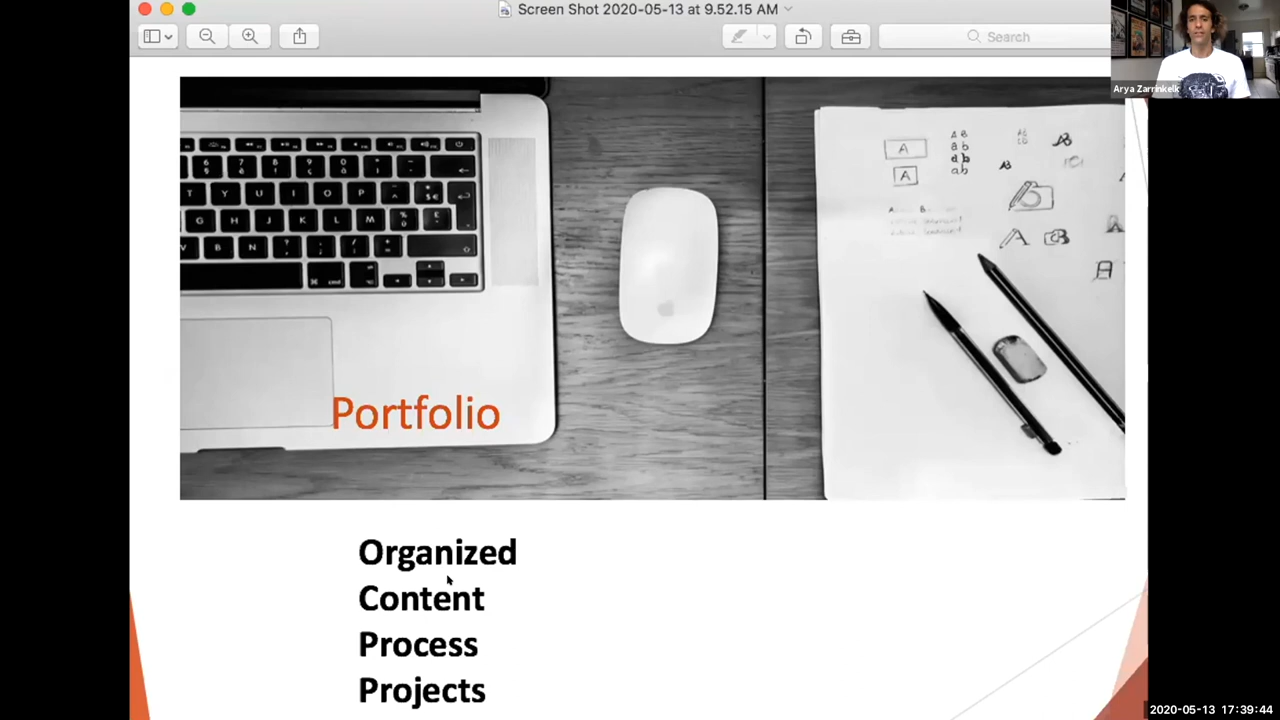 Screen Shot 2020-05-13 at 9.52.15 AM
Search
Arya Zarrinkelk
Portfolio
Organized
Content
Process
Projects
2020-05-13 17:39:44